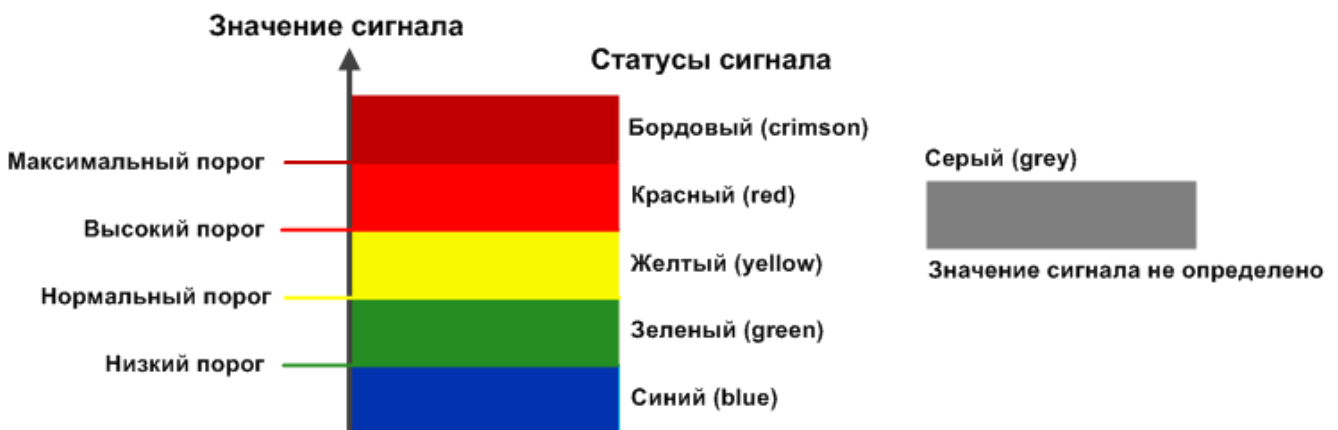 Значение сигнала
Статусы сигнала
Бордовый (crimson)
Максимальный порог
Серый (grey)
Красный (red)
Высокий порог
Желтый (yellow)
Значение сигнала не определено
Нормальный порог
Зеленый (green)
Низкий порог
Синий (blue)